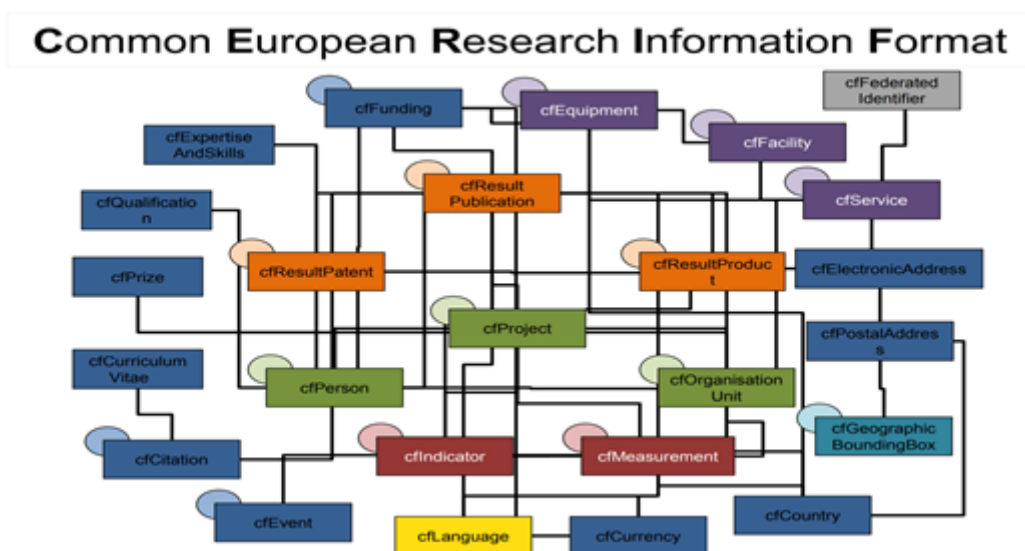 Common European Research Information Format
cfFederated
Identifier
cfFunding
cfEquipment
cfExpertise
AndSkills
cfFacility
cfResult
Publication
cfQualificatio
n
cfService
cfResultPatent
cfResultProduc
t
cfPrize
cfElectronicAddress
cfProject
cfPostalAddres
s
cfCurriculum
Vitae
cfPerson
cfOrganisation
Unit
cfGeographic
BoundingBox
cfCitation
cfIndicator
cfMeasurement
cfEvent
cfLanguage
cfCurrency
cfCountry